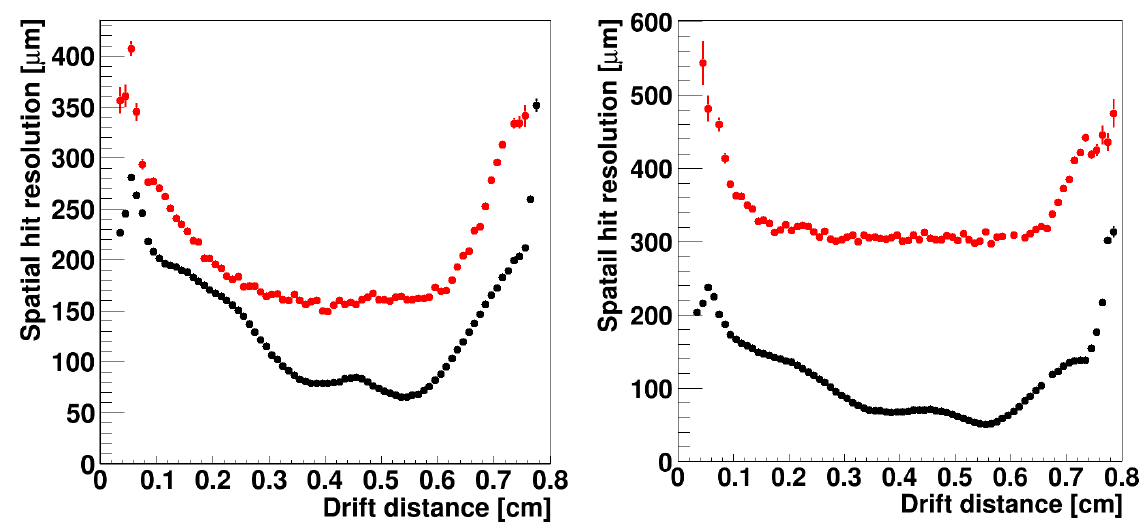 Spatial hit resolution [μm]
400
350
300
250
200
150
100
50
0
0 0.1 0.2 0.3 0.4 0.5 0.6 0.7 0.8
Drift distance [cm]
Spatail hit resolution [μm]
600
500
400
300
200
100
0
0 0.1 0.2 0.3 0.4 0.5 0.6 0.7 0.8
Drift distance [cm]